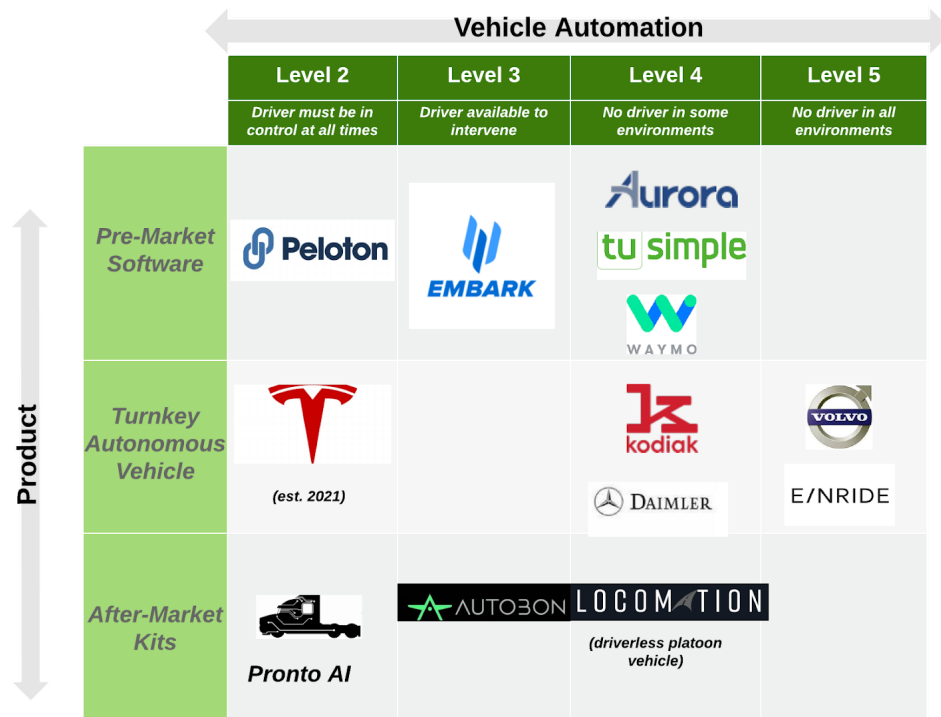 Vehicle Automation
Level 2
Level 3
Level 4
Level 5
Driver must be in
control at all times
Driver available to
intervene
No driver in some
environments
No driver in all
environments
Product
Pre-Market
Software
Peloton
EMBARK
Aurora
tu simple
WAYMO
Turnkey
Autonomous
Vehicle
(est. 2021)
kodiak
DAIMLER
VOLVO
E/NRIDE
After-Market
Kits
Pronto AI
AUTOBON
LOCOMATION
(driverless platoon
vehicle)